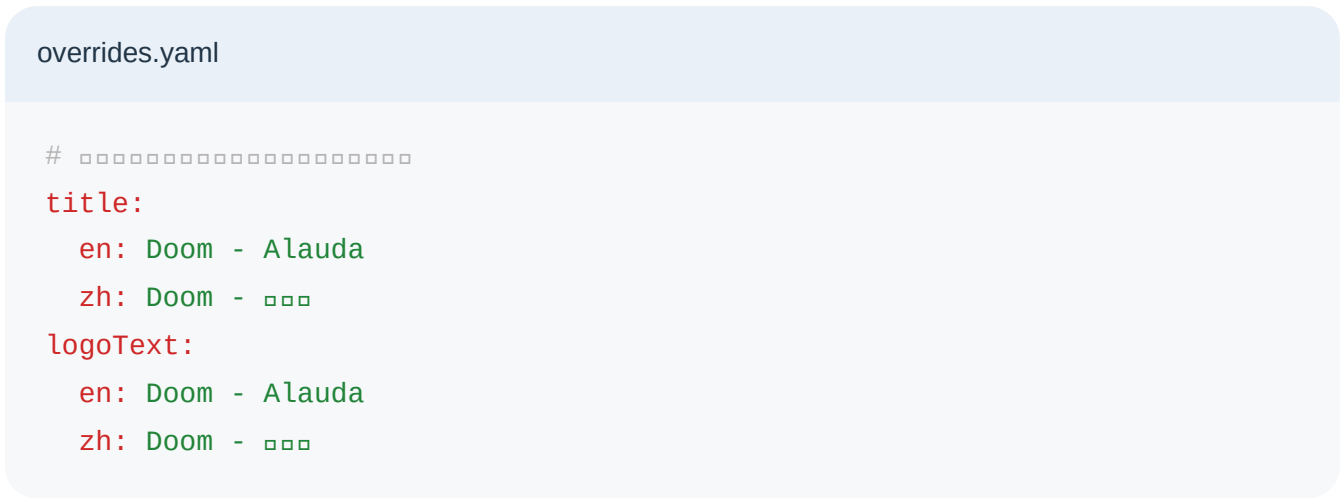 overrides.yaml
#
title:
  en: Doom - Alauda
  zh: Doom -
logoText:
  en: Doom - Alauda
  zh: Doom -